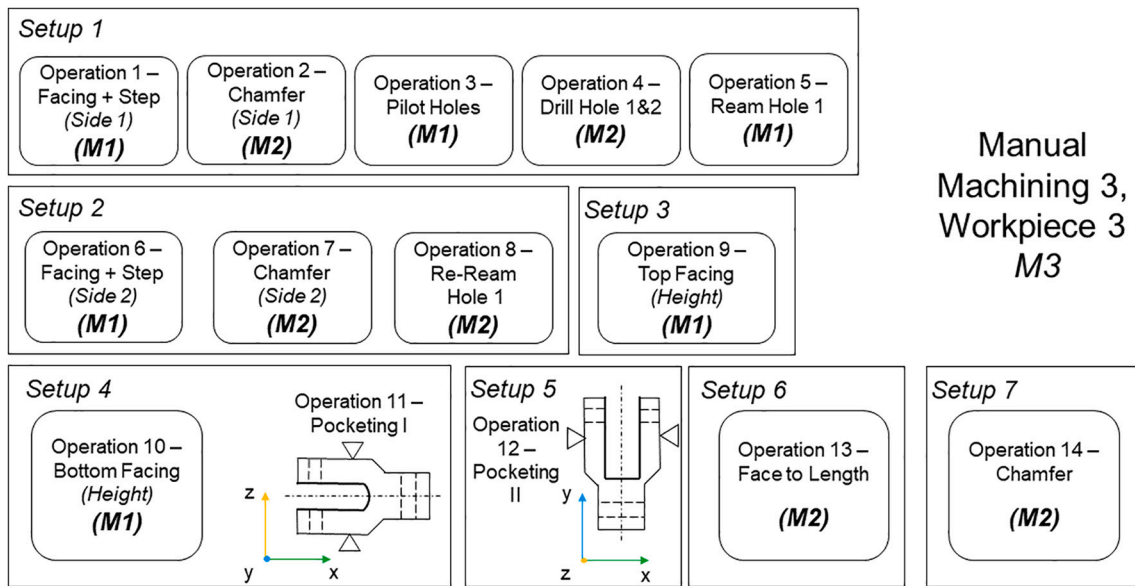 Setup 1
Operation 1 –
Facing + Step
(Side 1)
(M1)
Operation 2 –
Chamfer
(Side 1)
(M2)
Operation 3 –
Pilot Holes
(M1)
Operation 4 –
Drill Hole 1&2
(M2)
Operation 5 –
Ream Hole 1
(M1)
Manual
Machining 3,
Workpiece 3
M3
Setup 2
Operation 6 –
Facing + Step
(Side 2)
(M1)
Operation 7 –
Chamfer
(Side 2)
(M2)
Operation 8 –
Re-Ream
Hole 1
(M2)
Setup 3
Operation 9 –
Top Facing
(Height)
(M1)
Setup 4
Operation 10 –
Bottom Facing
(Height)
(M1)
Operation 11 –
Pocketing I
z
y
x
Setup 5
Operation
12 –
Pocketing
II
y
z
x
Setup 6
Operation 13 –
Face to Length
(M2)
Setup 7
Operation 14 –
Chamfer
(M2)